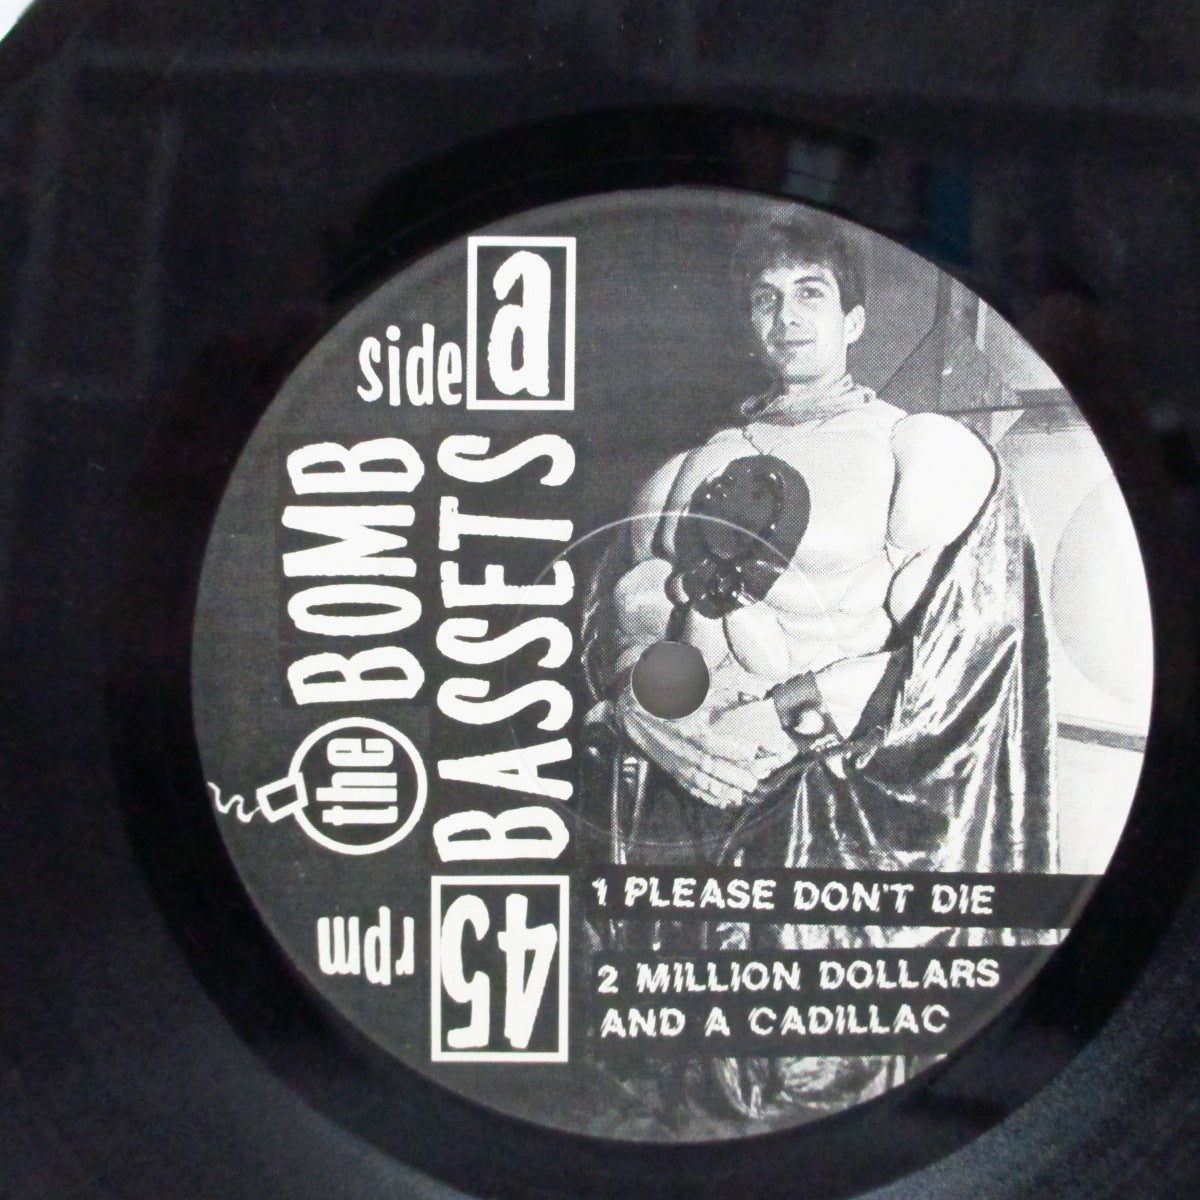 side a
the BOMB
BASSETS
45
rpm
1 PLEASE DON'T DIE
2 MILLION DOLLARS
AND A CADILLAC